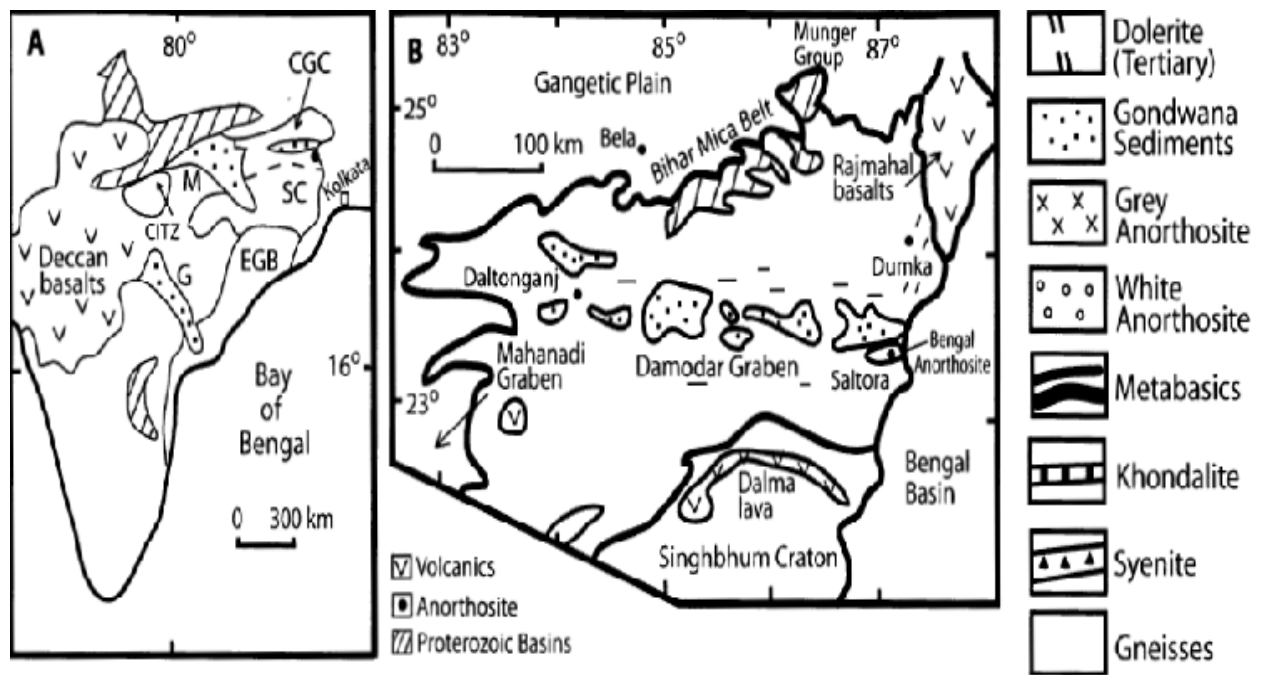 A
80°
CGC
M
SC
Kolkata
CITZ
Deccan
basalts
G
EGB
16°
Bay
of
Bengal
0 300 km
B
83°
85°
87°
Munger
Group
Gangetic Plain
25°
0 100 km
Bela
Bihar Mica Belt
Rajmahal
basalts
Daltonganj
Dumka
Mahanadi
Graben
Damodar Graben
Bengal
Anorthosite
Saltora
23°
Dalma
lava
Bengal
Basin
Singhbhum Craton
Volcanics
Anorthosite
Proterozoic Basins
Dolerite
(Tertiary)
Gondwana
Sediments
Grey
Anorthosite
White
Anorthosite
Metabasics
Khondalite
Syenite
Gneisses